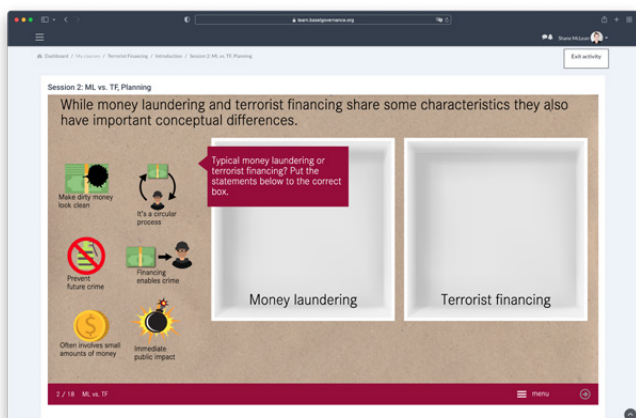 learn.baselgovernance.org
Shane McLean
Dashboard / My courses / Terrorist Financing / Introduction / Session 2: ML vs. TF, Planning
Exit activity
Session 2: ML vs. TF, Planning
While money laundering and terrorist financing share some characteristics they also
have important conceptual differences.
Typical money laundering or
terrorist financing? Put the
statements below to the correct
box.
Make dirty money
look clean
It's a circular
process
Prevent
future crime
Financing
enables crime
Often involves small
amounts of money
Immediate
public impact
Money laundering
Terrorist financing
2 / 18 ML vs. TF
menu